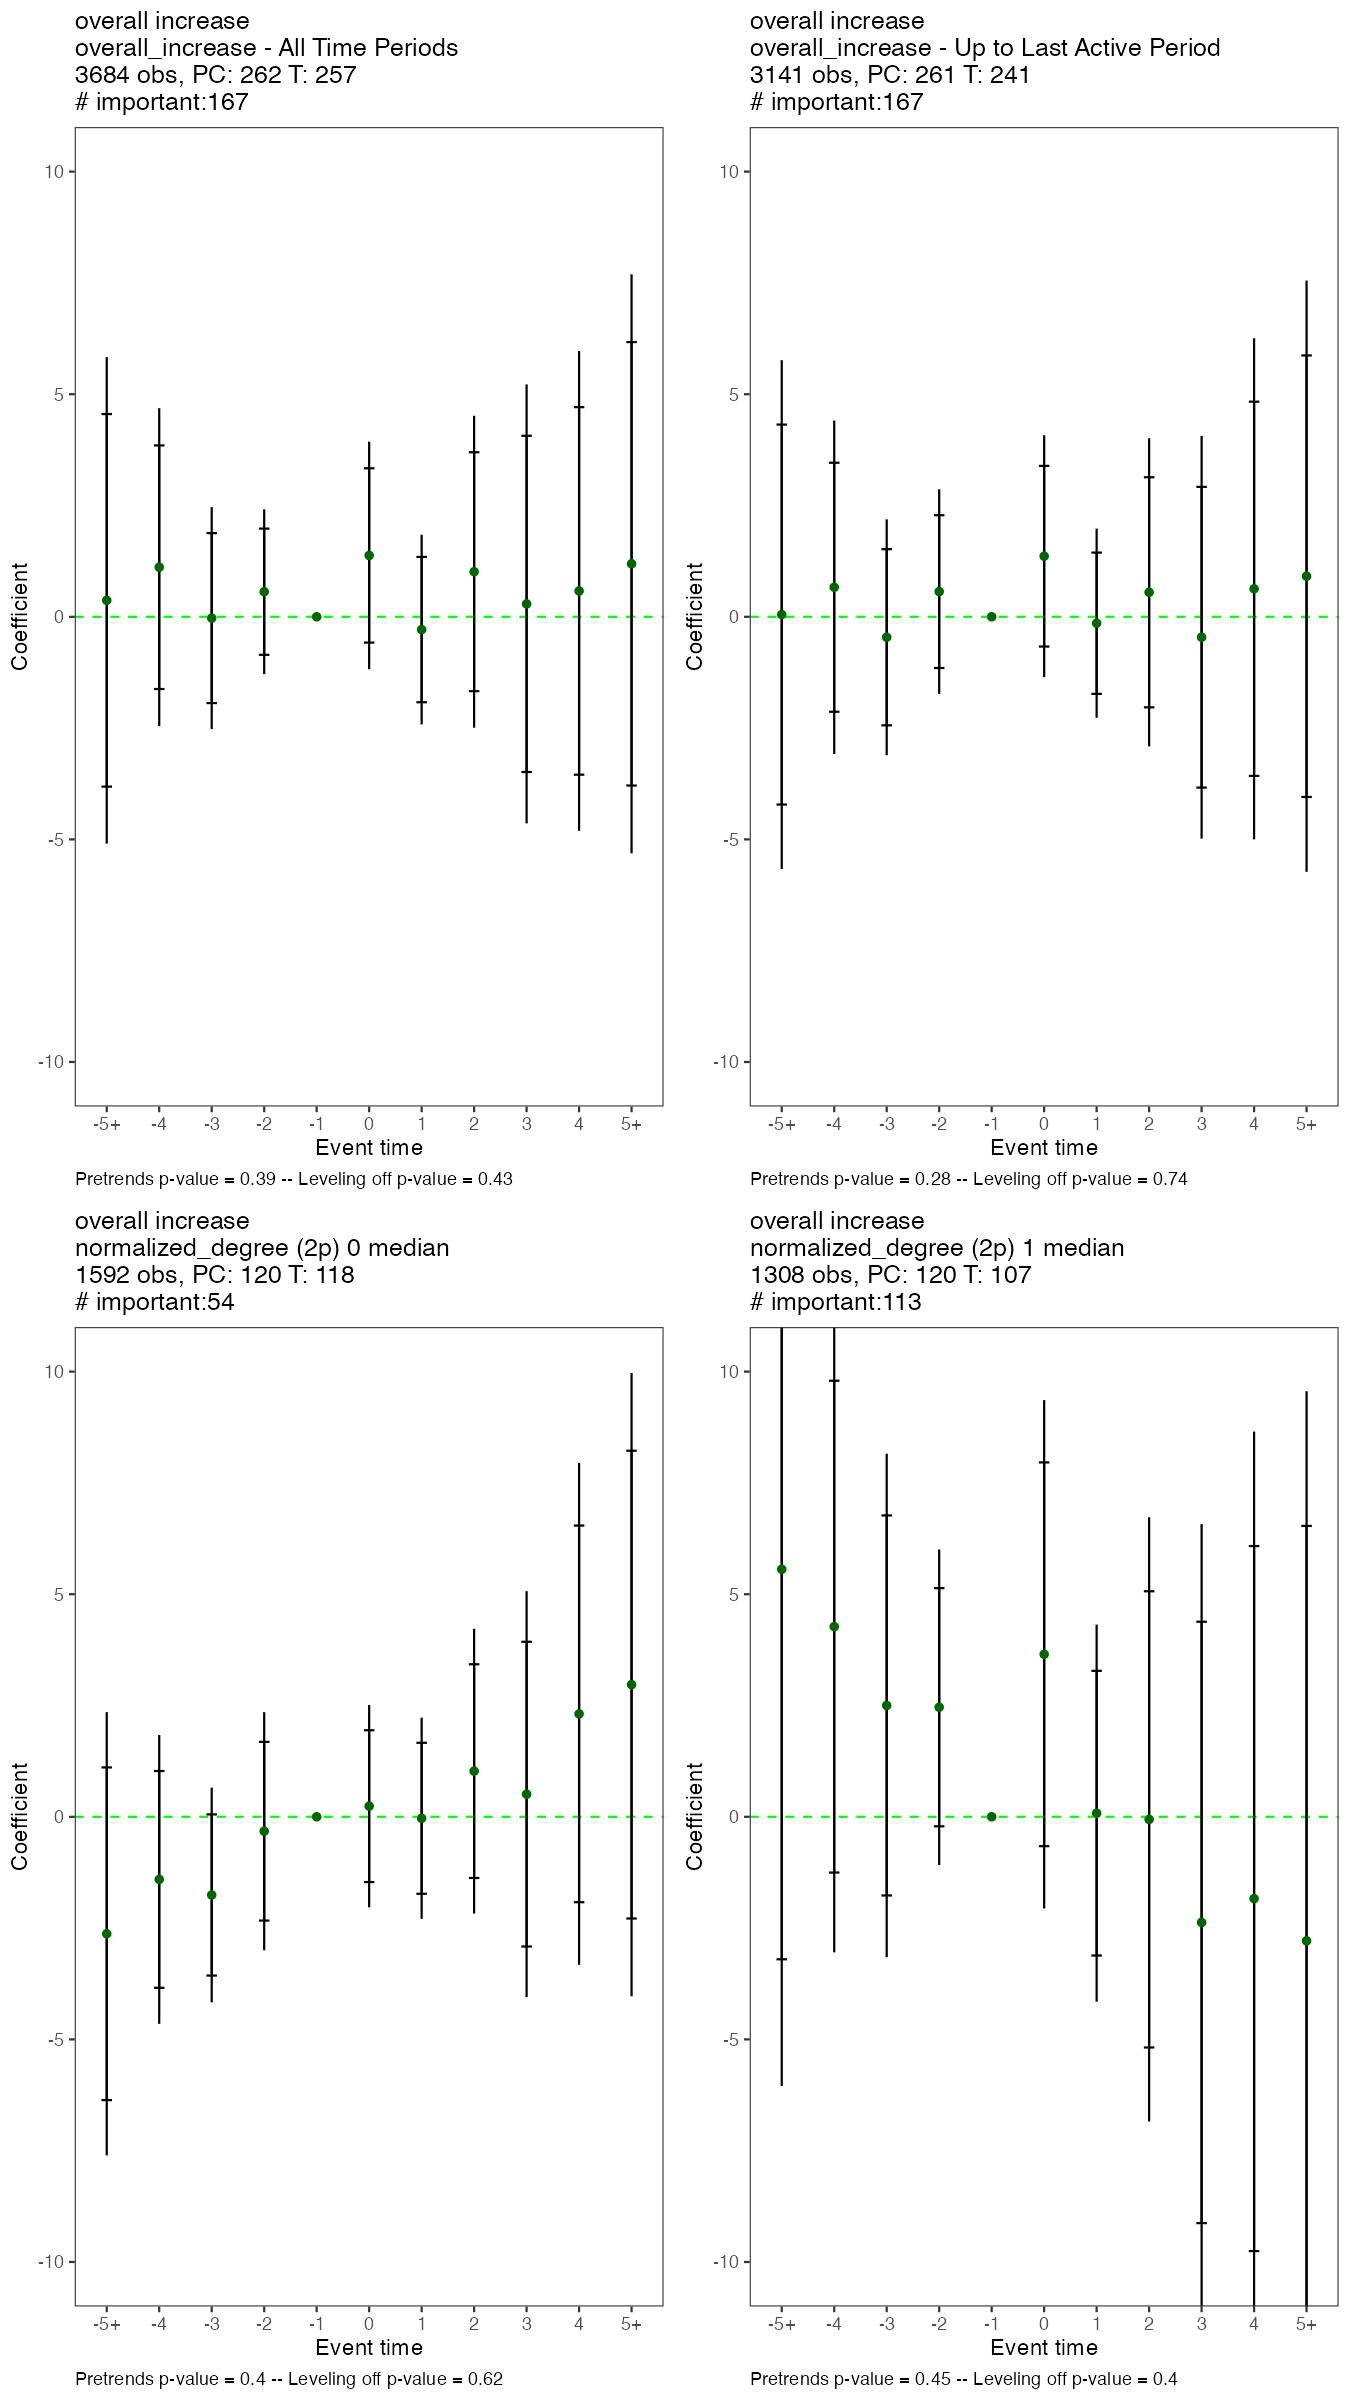 overall increase
overall_increase - All Time Periods
3684 obs, PC: 262 T: 257
# important:167
10
5
0
-5
-10
Coefficient
-5+ -4 -3 -2 -1 0 1 2 3 4 5+
Event time
Pretrends p-value = 0.39 -- Leveling off p-value = 0.43
overall increase
overall_increase - Up to Last Active Period
3141 obs, PC: 261 T: 241
# important:167
10
5
0
-5
-10
Coefficient
-5+ -4 -3 -2 -1 0 1 2 3 4 5+
Event time
Pretrends p-value = 0.28 -- Leveling off p-value = 0.74
overall increase
normalized_degree (2p) 0 median
1592 obs, PC: 120 T: 118
# important:54
10
5
0
-5
-10
Coefficient
-5+ -4 -3 -2 -1 0 1 2 3 4 5+
Event time
Pretrends p-value = 0.4 -- Leveling off p-value = 0.62
overall increase
normalized_degree (2p) 1 median
1308 obs, PC: 120 T: 107
# important:113
10
5
0
-5
-10
Coefficient
-5+ -4 -3 -2 -1 0 1 2 3 4 5+
Event time
Pretrends p-value = 0.45 -- Leveling off p-value = 0.4